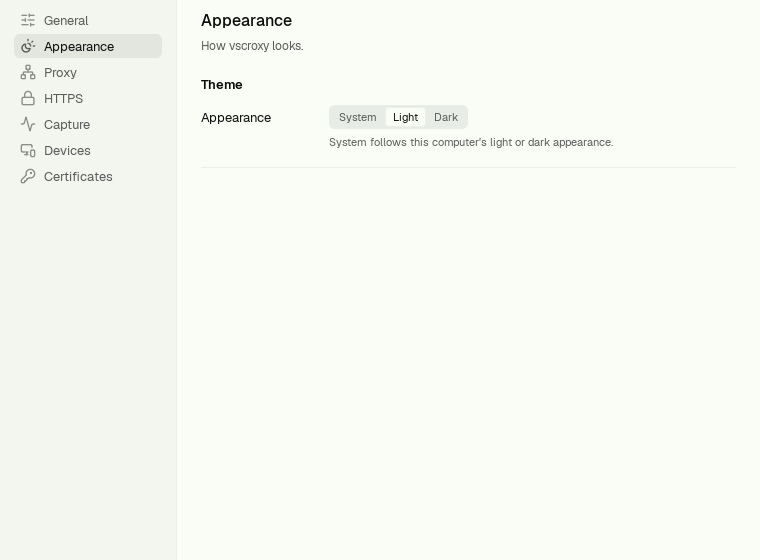 General
Appearance
Proxy
HTTPS
Capture
Devices
Certificates
Appearance
How vscroxy looks.
Theme
Appearance
System Light Dark
System follows this computer's light or dark appearance.